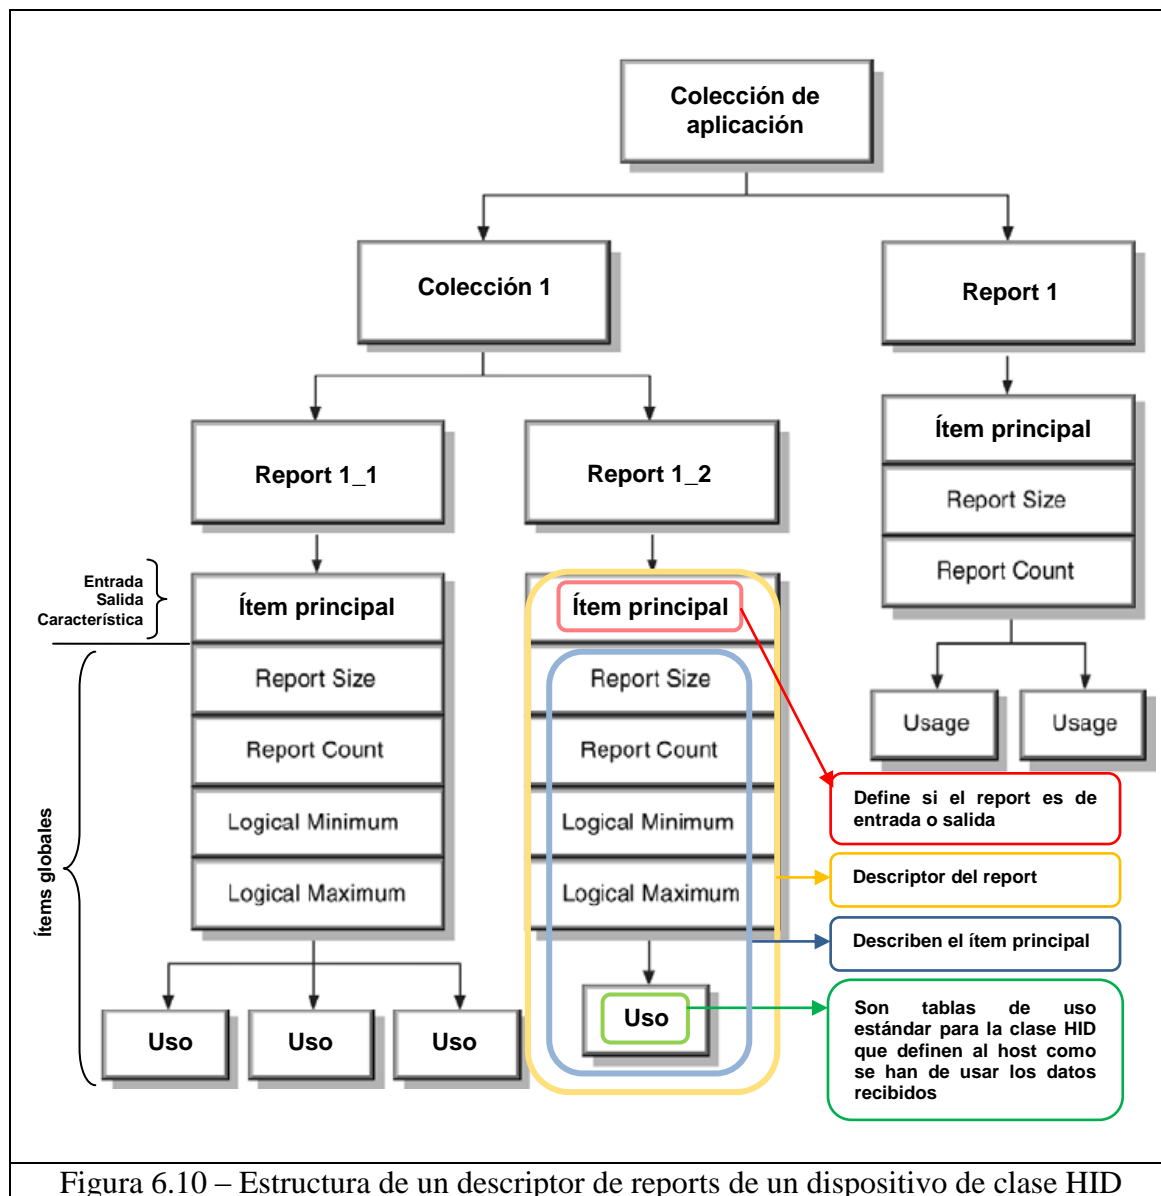 Colección de
aplicación
Colección 1
Report 1
Report 1_1
Report 1_2
Ítem principal
Report Size
Report Count
Usage
Usage
Entrada
Salida
Característica
Ítem principal
Report Size
Report Count
Logical Minimum
Logical Maximum
Ítems globales
Uso
Uso
Uso
Ítem principal
Report Size
Report Count
Logical Minimum
Logical Maximum
Uso
Define si el report es de
entrada o salida
Descriptor del report
Describen el ítem principal
Son tablas de uso
estándar para la clase HID
que definen al host como
se han de usar los datos
recibidos
Figura 6.10 – Estructura de un descriptor de reports de un dispositivo de clase HID